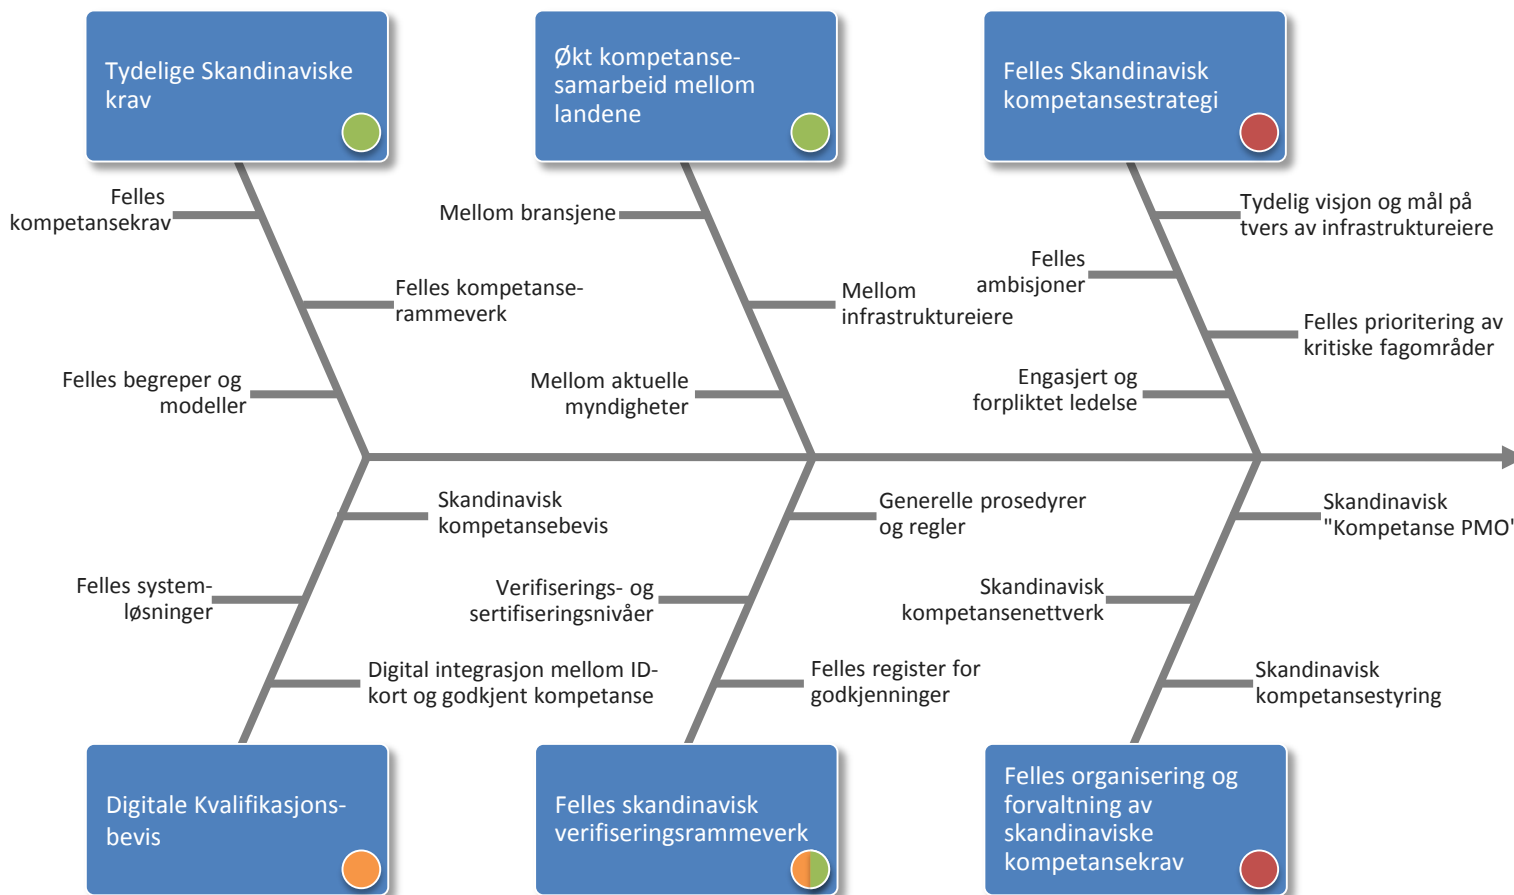 Tydelige Skandinaviske
krav
Økt kompetanse-
samarbeid mellom
landene
Felles Skandinavisk
kompetansestrategi
Felles
kompetansekrav
Felles kompetanse-
rammeverk
Felles begreper og
modeller
Mellom bransjene
Mellom
infrastruktureiere
Mellom aktuelle
myndigheter
Tydelig visjon og mål på
tvers av infrastruktureiere
Felles
ambisjoner
Felles prioritering av
kritiske fagområder
Engasjert og
forpliktet ledelse
Skandinavisk
kompetansebevis
Felles system-
løsninger
Digital integrasjon mellom ID-
kort og godkjent kompetanse
Generelle prosedyrer
og regler
Verifiserings- og
sertifiseringsnivåer
Felles register for
godkjenninger
Skandinavisk
"Kompetanse PMO"
Skandinavisk
kompetansenettverk
Skandinavisk
kompetansestyring
Digitale Kvalifikasjons-
bevis
Felles skandinavisk
verifiseringsrammeverk
Felles organisering og
forvaltning av
skandinaviske
kompetansekrav